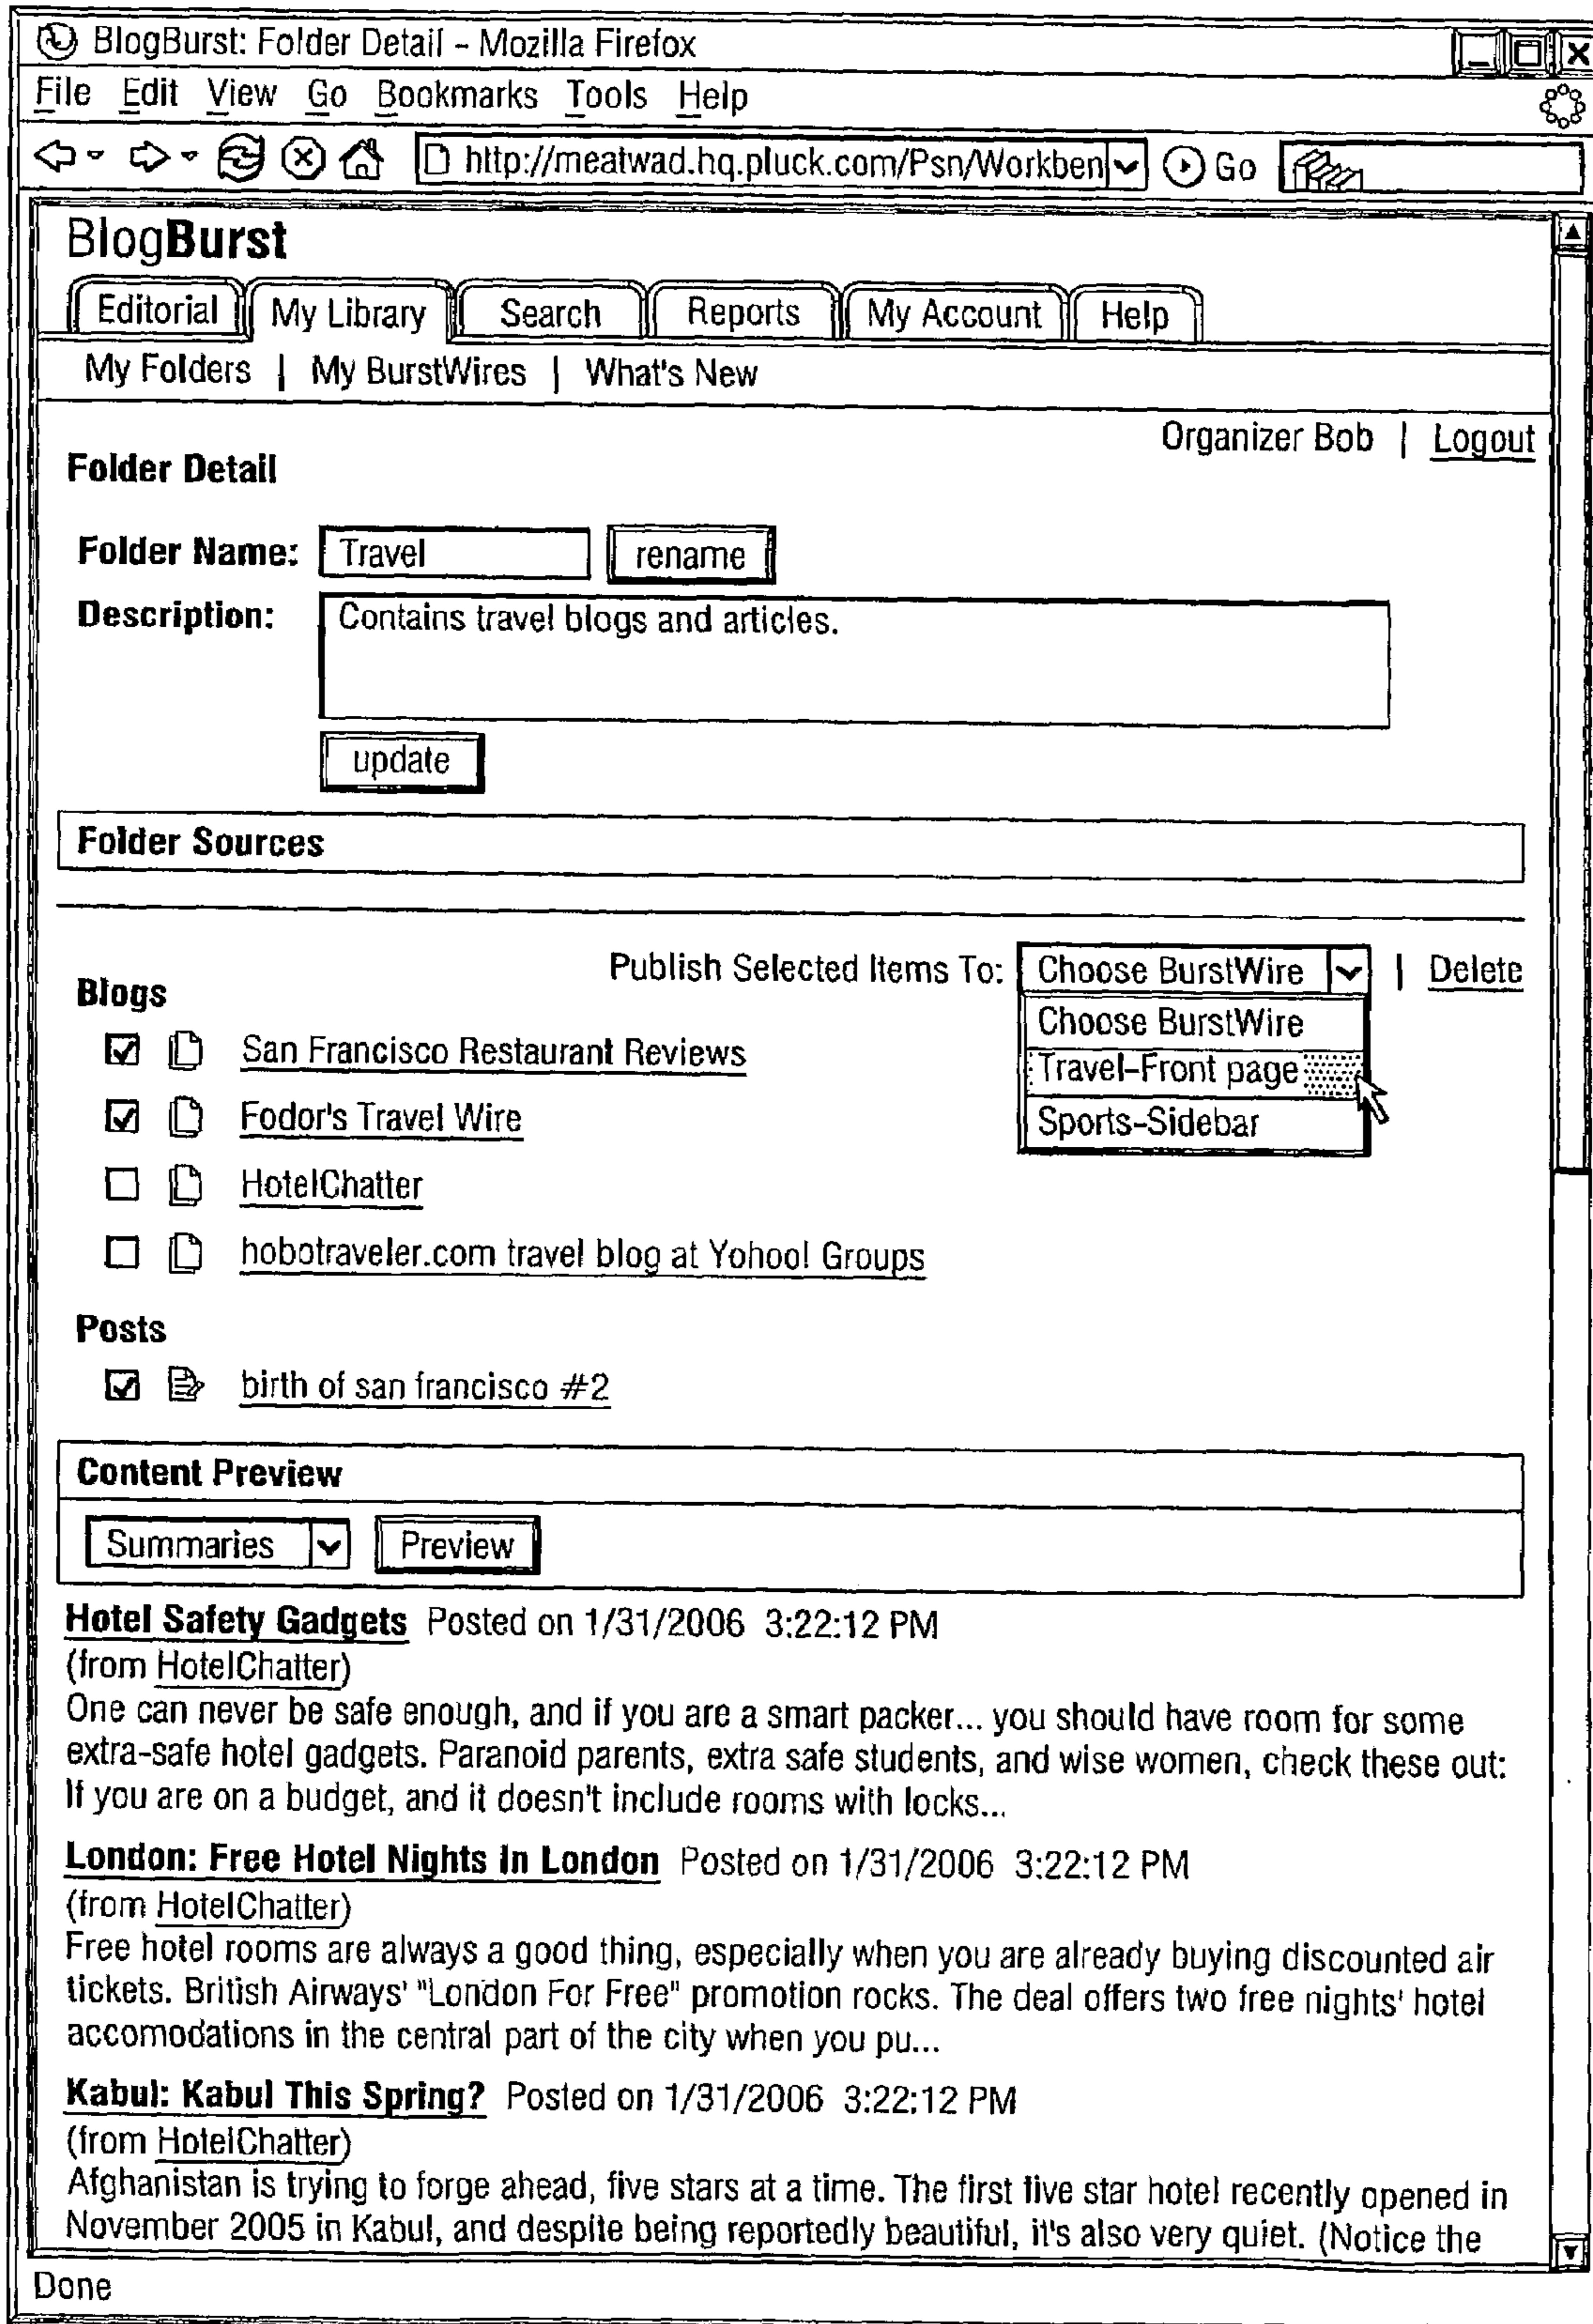 BlogBurst: Folder Detail - Mozilla Firefox
File Edit View Go Bookmarks Tools Help
http://meatwad.hq.pluck.com/Psn/Workben Go
BlogBurst
Editorial My Library Search Reports My Account Help
My Folders | My BurstWires | What's New
Organizer Bob | Logout
Folder Detail
Folder Name: Travel rename
Description: Contains travel blogs and articles.
update
Folder Sources
Publish Selected Items To: Choose BurstWire | Delete
Blogs
Choose BurstWire
San Francisco Restaurant Reviews
Travel-Front page
Fodor's Travel Wire
Sports-Sidebar
HotelChatter
hobotraveler.com travel blog at Yohoo! Groups
Posts
birth of san francisco #2
Content Preview
Summaries Preview
Hotel Safety Gadgets Posted on 1/31/2006 3:22:12 PM
(from HotelChatter)
One can never be safe enough, and if you are a smart packer... you should have room for some
extra-safe hotel gadgets. Paranoid parents, extra safe students, and wise women, check these out:
If you are on a budget, and it doesn't include rooms with locks...
London: Free Hotel Nights In London Posted on 1/31/2006 3:22:12 PM
(from HotelChatter)
Free hotel rooms are always a good thing, especially when you are already buying discounted air
tickets. British Airways' "London For Free" promotion rocks. The deal offers two free nights' hotel
accomodations in the central part of the city when you pu...
Kabul: Kabul This Spring? Posted on 1/31/2006 3:22:12 PM
(from HotelChatter)
Afghanistan is trying to forge ahead, five stars at a time. The first five star hotel recently opened in
November 2005 in Kabul, and despite being reportedly beautiful, it's also very quiet. (Notice the
Done